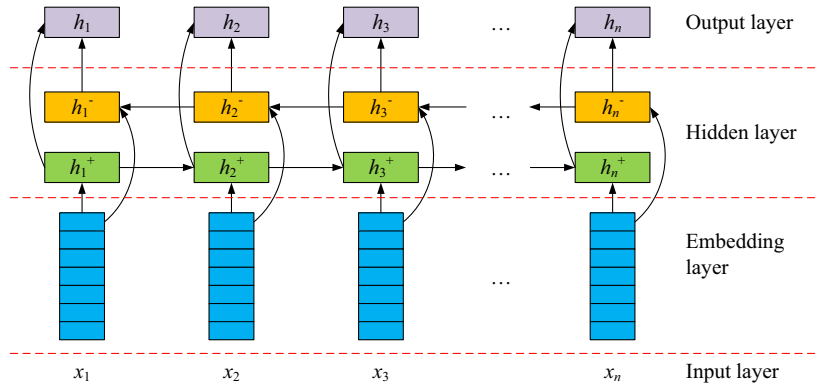 h₁ h₂ h₃ … hₙ Output layer
h₁⁻ h₂⁻ h₃⁻ … hₙ⁻
Hidden layer
h₁⁺ h₂⁺ h₃⁺ … hₙ⁺
Embedding
layer
…
x₁ x₂ x₃ xₙ Input layer